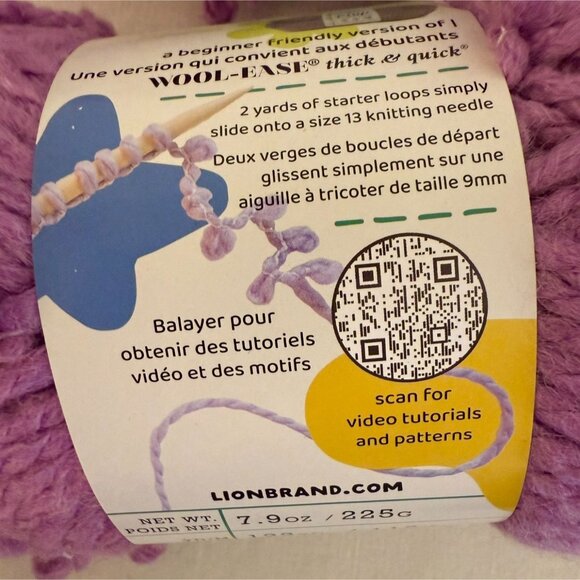 a beginner friendly version of
Une version qui convient aux débutants
WOOL-EASE® thick & quick®
2 yards of starter loops simply
slide onto a size 13 knitting needle
Deux verges de boucles de départ
glissent simplement sur une
aiguille à tricoter de taille 9mm
Balayer pour
obtenir des tutoriels
vidéo et des motifs
scan for
video tutorials
and patterns
LIONBRAND.COM
NET WT. 7.9 OZ / 225G
POIDS NET